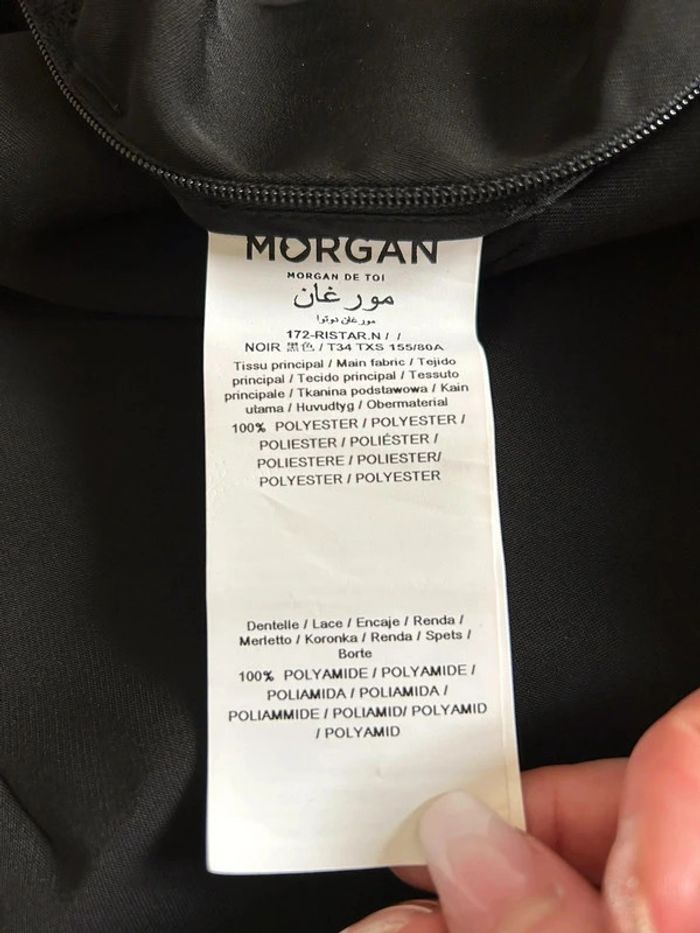 MORGAN
MORGAN DE TOI
مورغان
مورغان دوتوا
172-RISTAR.N / /
NOIR 黑色 / T34 TXS 155/80A
Tissu principal / Main fabric / Tejido
principal / Tecido principal / Tessuto
principale / Tkanina podstawowa / Kain
utama / Huvudtyg / Obermaterial
100% POLYESTER / POLYESTER /
POLIESTER / POLIÉSTER /
POLIESTERE / POLIESTER/
POLYESTER / POLYESTER
Dentelle / Lace / Encaje / Renda /
Merletto / Koronka / Renda / Spets /
Borte
100% POLYAMIDE / POLYAMIDE /
POLIAMIDA / POLIAMIDA /
POLIAMMIDE / POLIAMID/ POLYAMID
/ POLYAMID